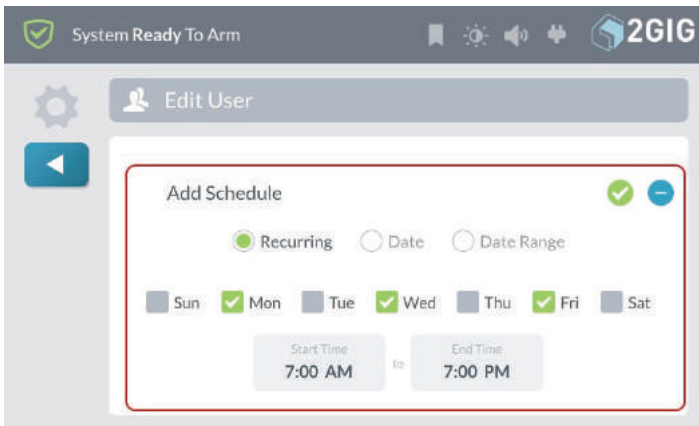 System Ready To Arm
2GIG
Edit User
Add Schedule
Recurring Date Date Range
Sun Mon Tue Wed Thu Fri Sat
Start Time End Time
7:00 AM to 7:00 PM